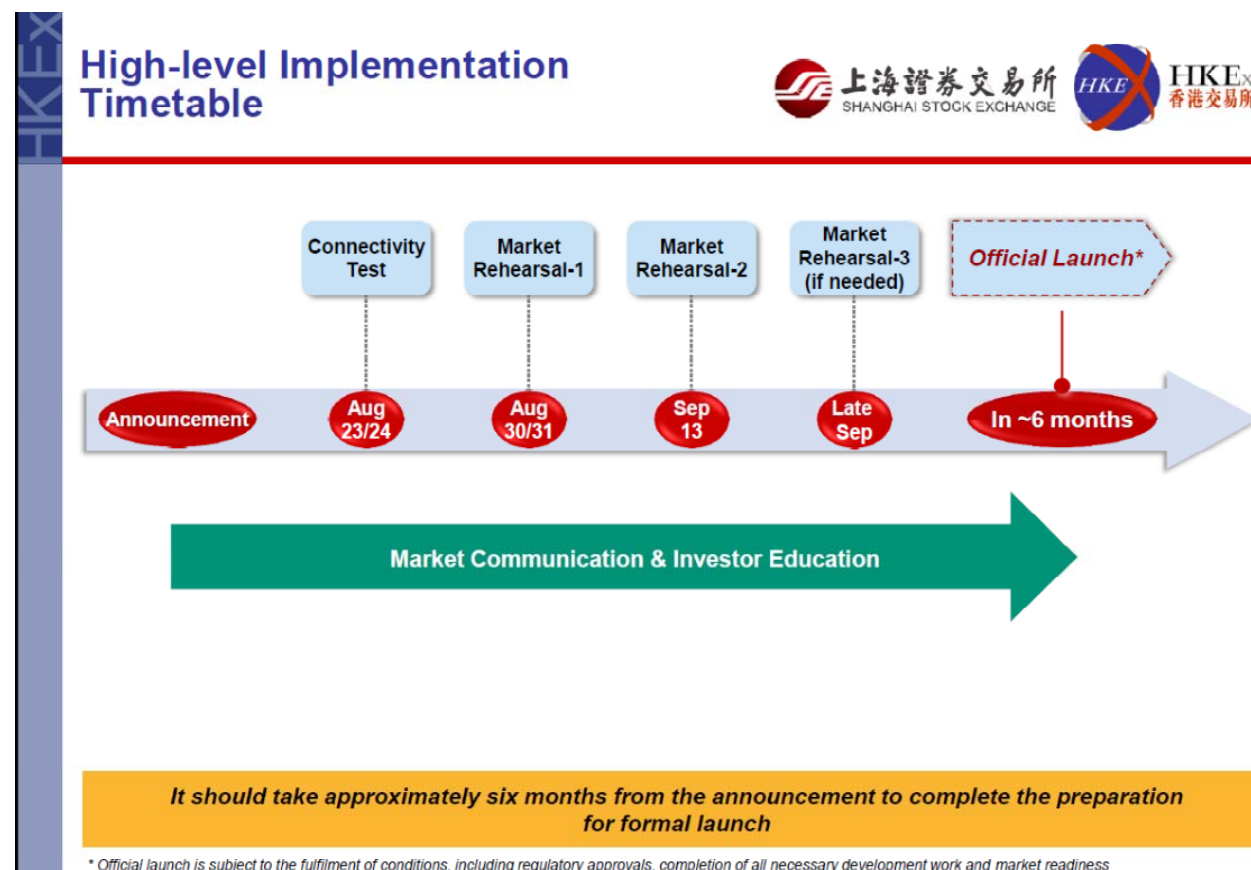 HKEx
High-level Implementation
Timetable
上海證券交易所
SHANGHAI STOCK EXCHANGE
HKE
HKEx
香港交易所
Connectivity
Test
Market
Rehearsal-1
Market
Rehearsal-2
Market
Rehearsal-3
(if needed)
Official Launch*
Announcement
Aug
23/24
Aug
30/31
Sep
13
Late
Sep
In ~6 months
Market Communication & Investor Education
It should take approximately six months from the announcement to complete the preparation
for formal launch
* Official launch is subject to the fulfilment of conditions, including regulatory approvals, completion of all necessary development work and market readiness